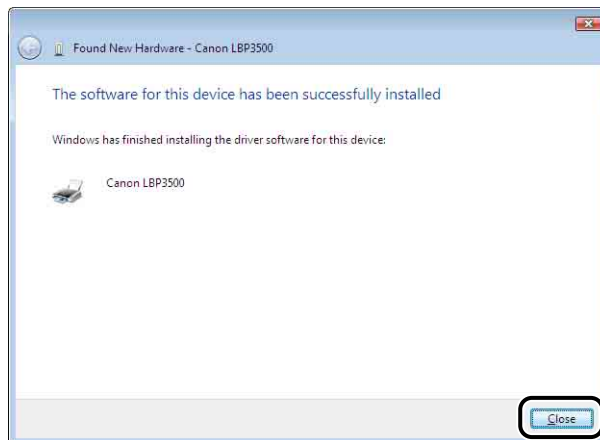 Found New Hardware - Canon LBP3500
The software for this device has been successfully installed
Windows has finished installing the driver software for this device:
Canon LBP3500
Close